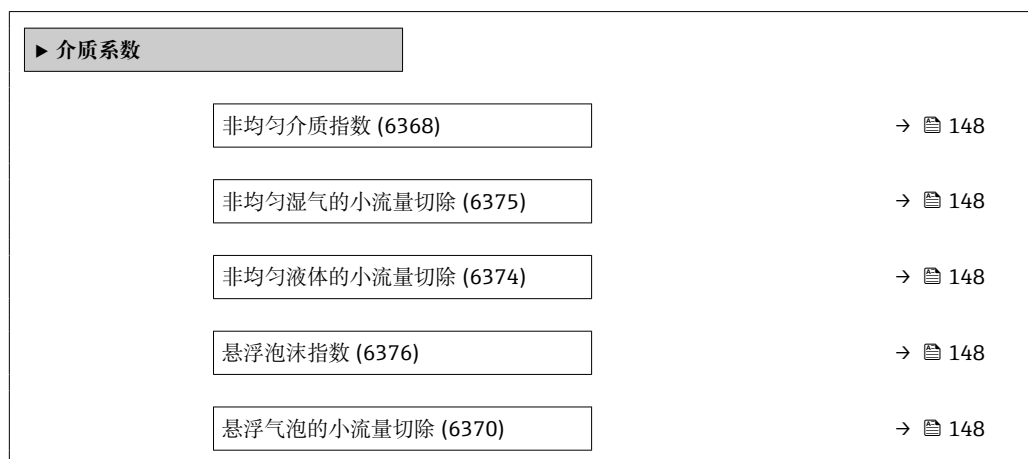 ▶ 介质系数
非均匀介质指数 (6368) → 148
非均匀湿气的小流量切除 (6375) → 148
非均匀液体的小流量切除 (6374) → 148
悬浮泡沫指数 (6376) → 148
悬浮气泡的小流量切除 (6370) → 148